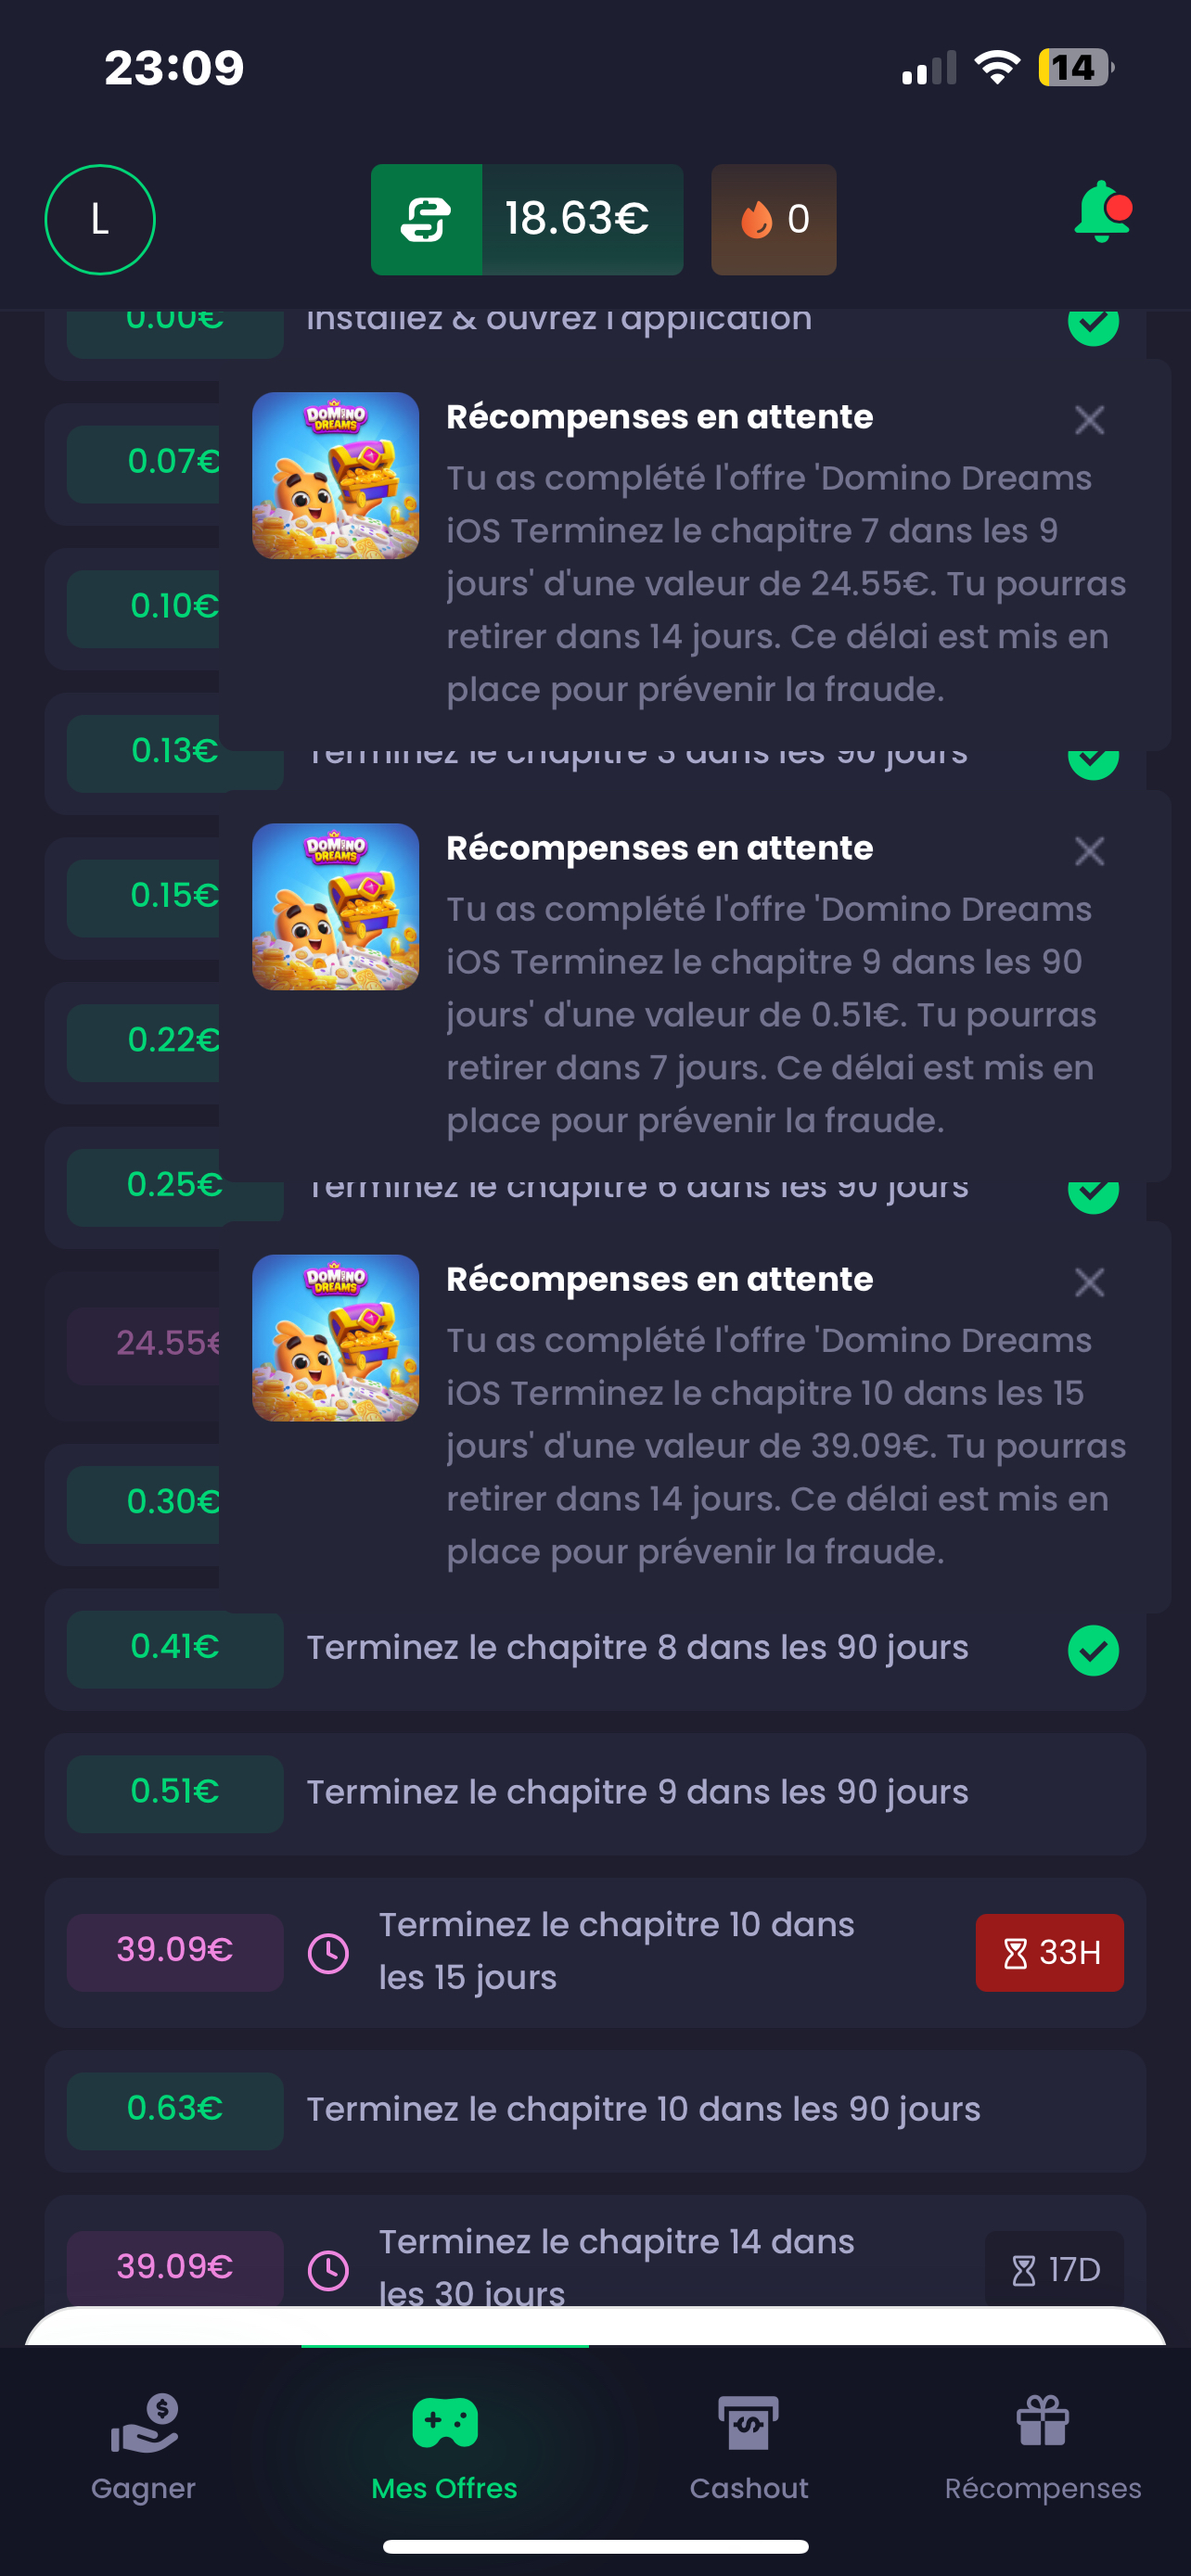 23:09
14
L
18.63€
0
0.00€
Installez & ouvrez l'application
Récompenses en attente
DOMINO
DREAMS
Tu as complété l'offre 'Domino Dreams
iOS Terminez le chapitre 7 dans les 9
jours' d'une valeur de 24.55€. Tu pourras
retirer dans 14 jours. Ce délai est mis en
place pour prévenir la fraude.
0.07€
0.10€
0.13€
Terminez le chapitre 3 dans les 90 jours
Récompenses en attente
DOMINO
DREAMS
Tu as complété l'offre 'Domino Dreams
iOS Terminez le chapitre 9 dans les 90
jours' d'une valeur de 0.51€. Tu pourras
retirer dans 7 jours. Ce délai est mis en
place pour prévenir la fraude.
0.15€
0.22€
0.25€
Terminez le chapitre 6 dans les 90 jours
Récompenses en attente
DOMINO
DREAMS
Tu as complété l'offre 'Domino Dreams
iOS Terminez le chapitre 10 dans les 15
jours' d'une valeur de 39.09€. Tu pourras
retirer dans 14 jours. Ce délai est mis en
place pour prévenir la fraude.
24.55€
0.30€
0.41€
Terminez le chapitre 8 dans les 90 jours
0.51€
Terminez le chapitre 9 dans les 90 jours
39.09€
Terminez le chapitre 10 dans
les 15 jours
33H
0.63€
Terminez le chapitre 10 dans les 90 jours
39.09€
Terminez le chapitre 14 dans
les 30 jours
17D
Gagner
Mes Offres
Cashout
Récompenses